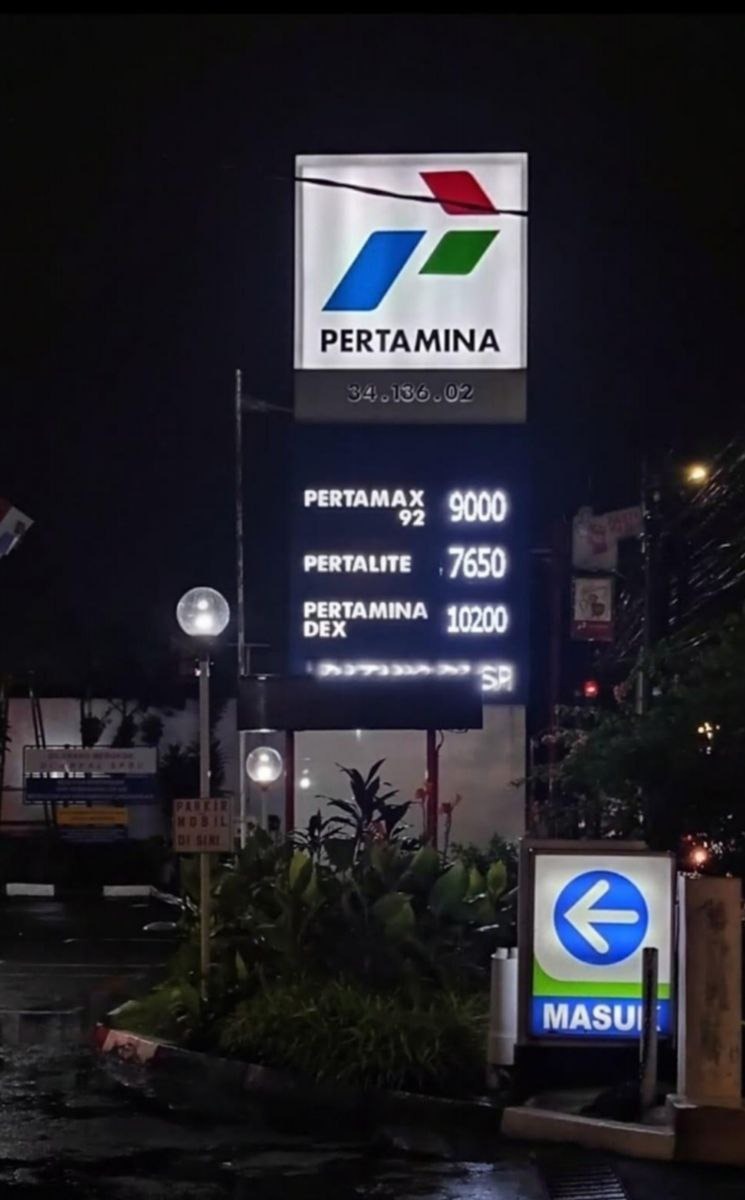 PERTAMINA
34.136.02
PERTAMAX 9000
92
PERTALITE 7650
PERTAMINA 10200
DEX
PARKIR
MOBIL
DI SINI
MASUK